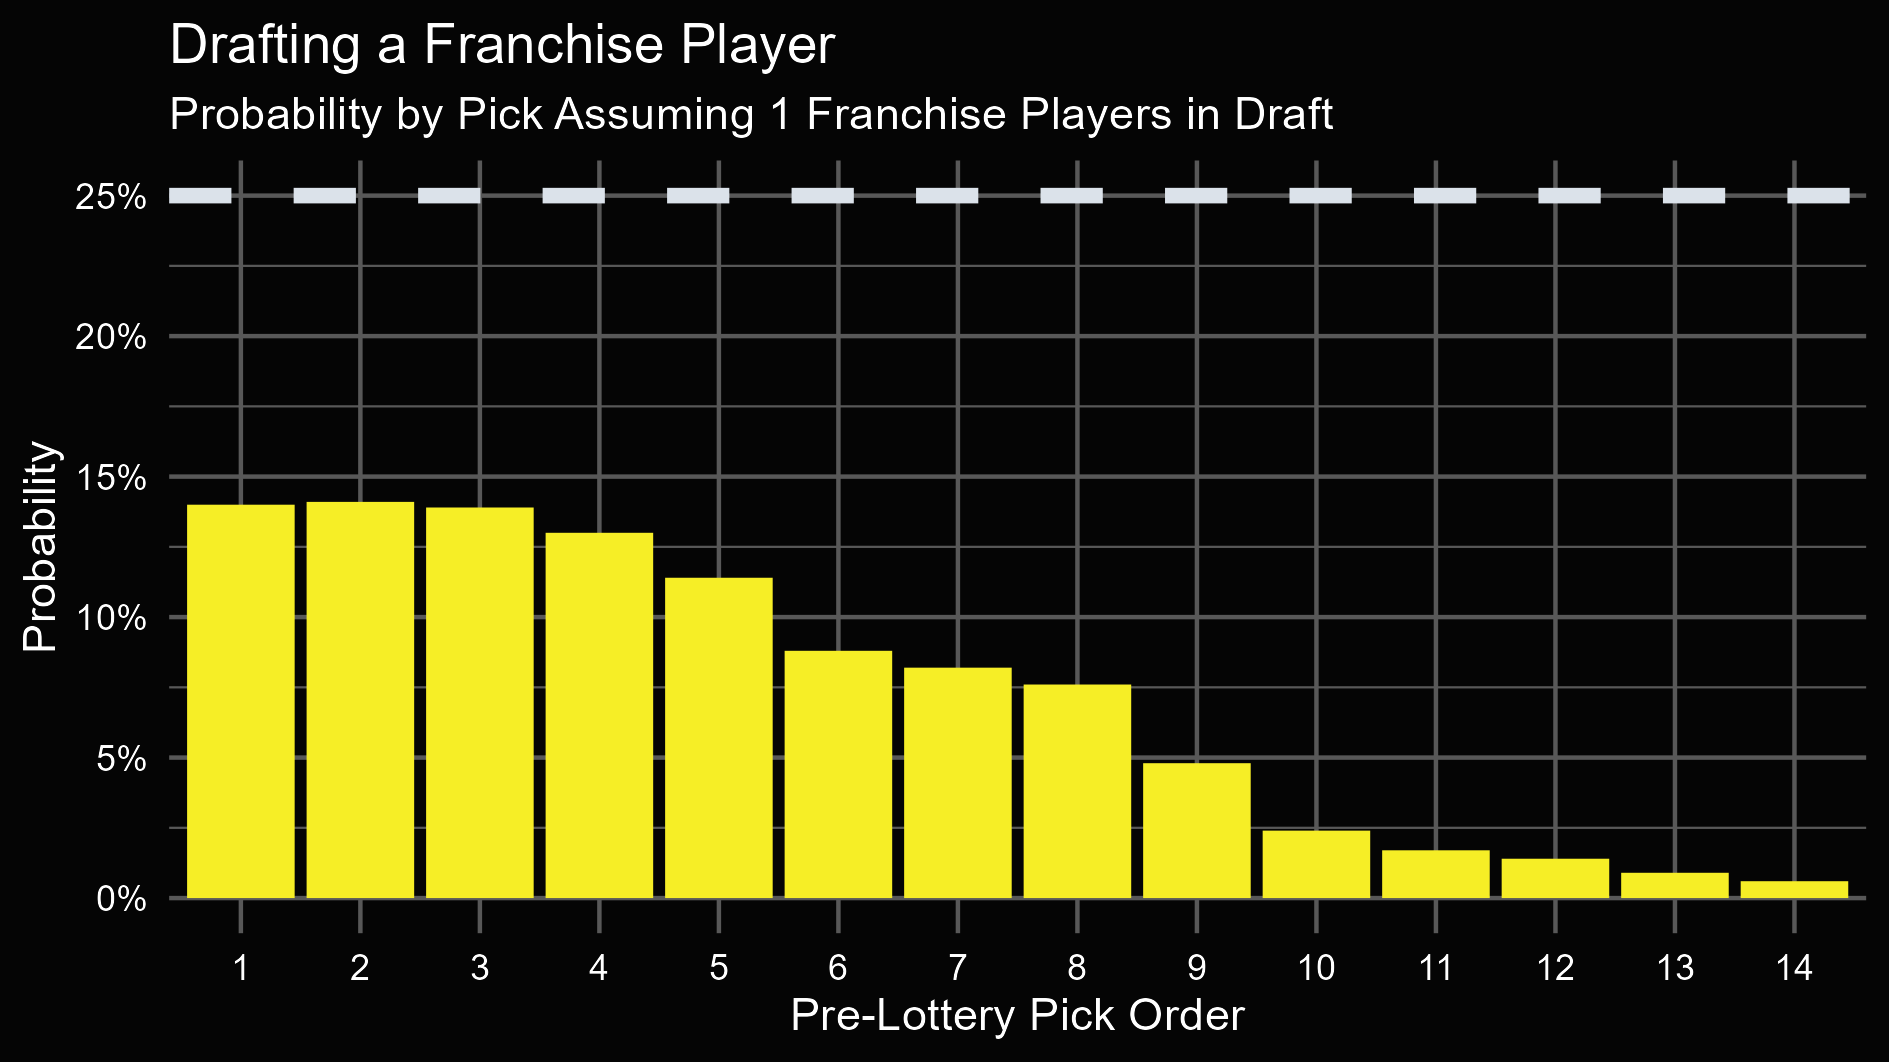 Drafting a Franchise Player
Probability by Pick Assuming 1 Franchise Players in Draft
25%
20%
15%
10%
5%
0%
Probability
1 2 3 4 5 6 7 8 9 10 11 12 13 14
Pre-Lottery Pick Order